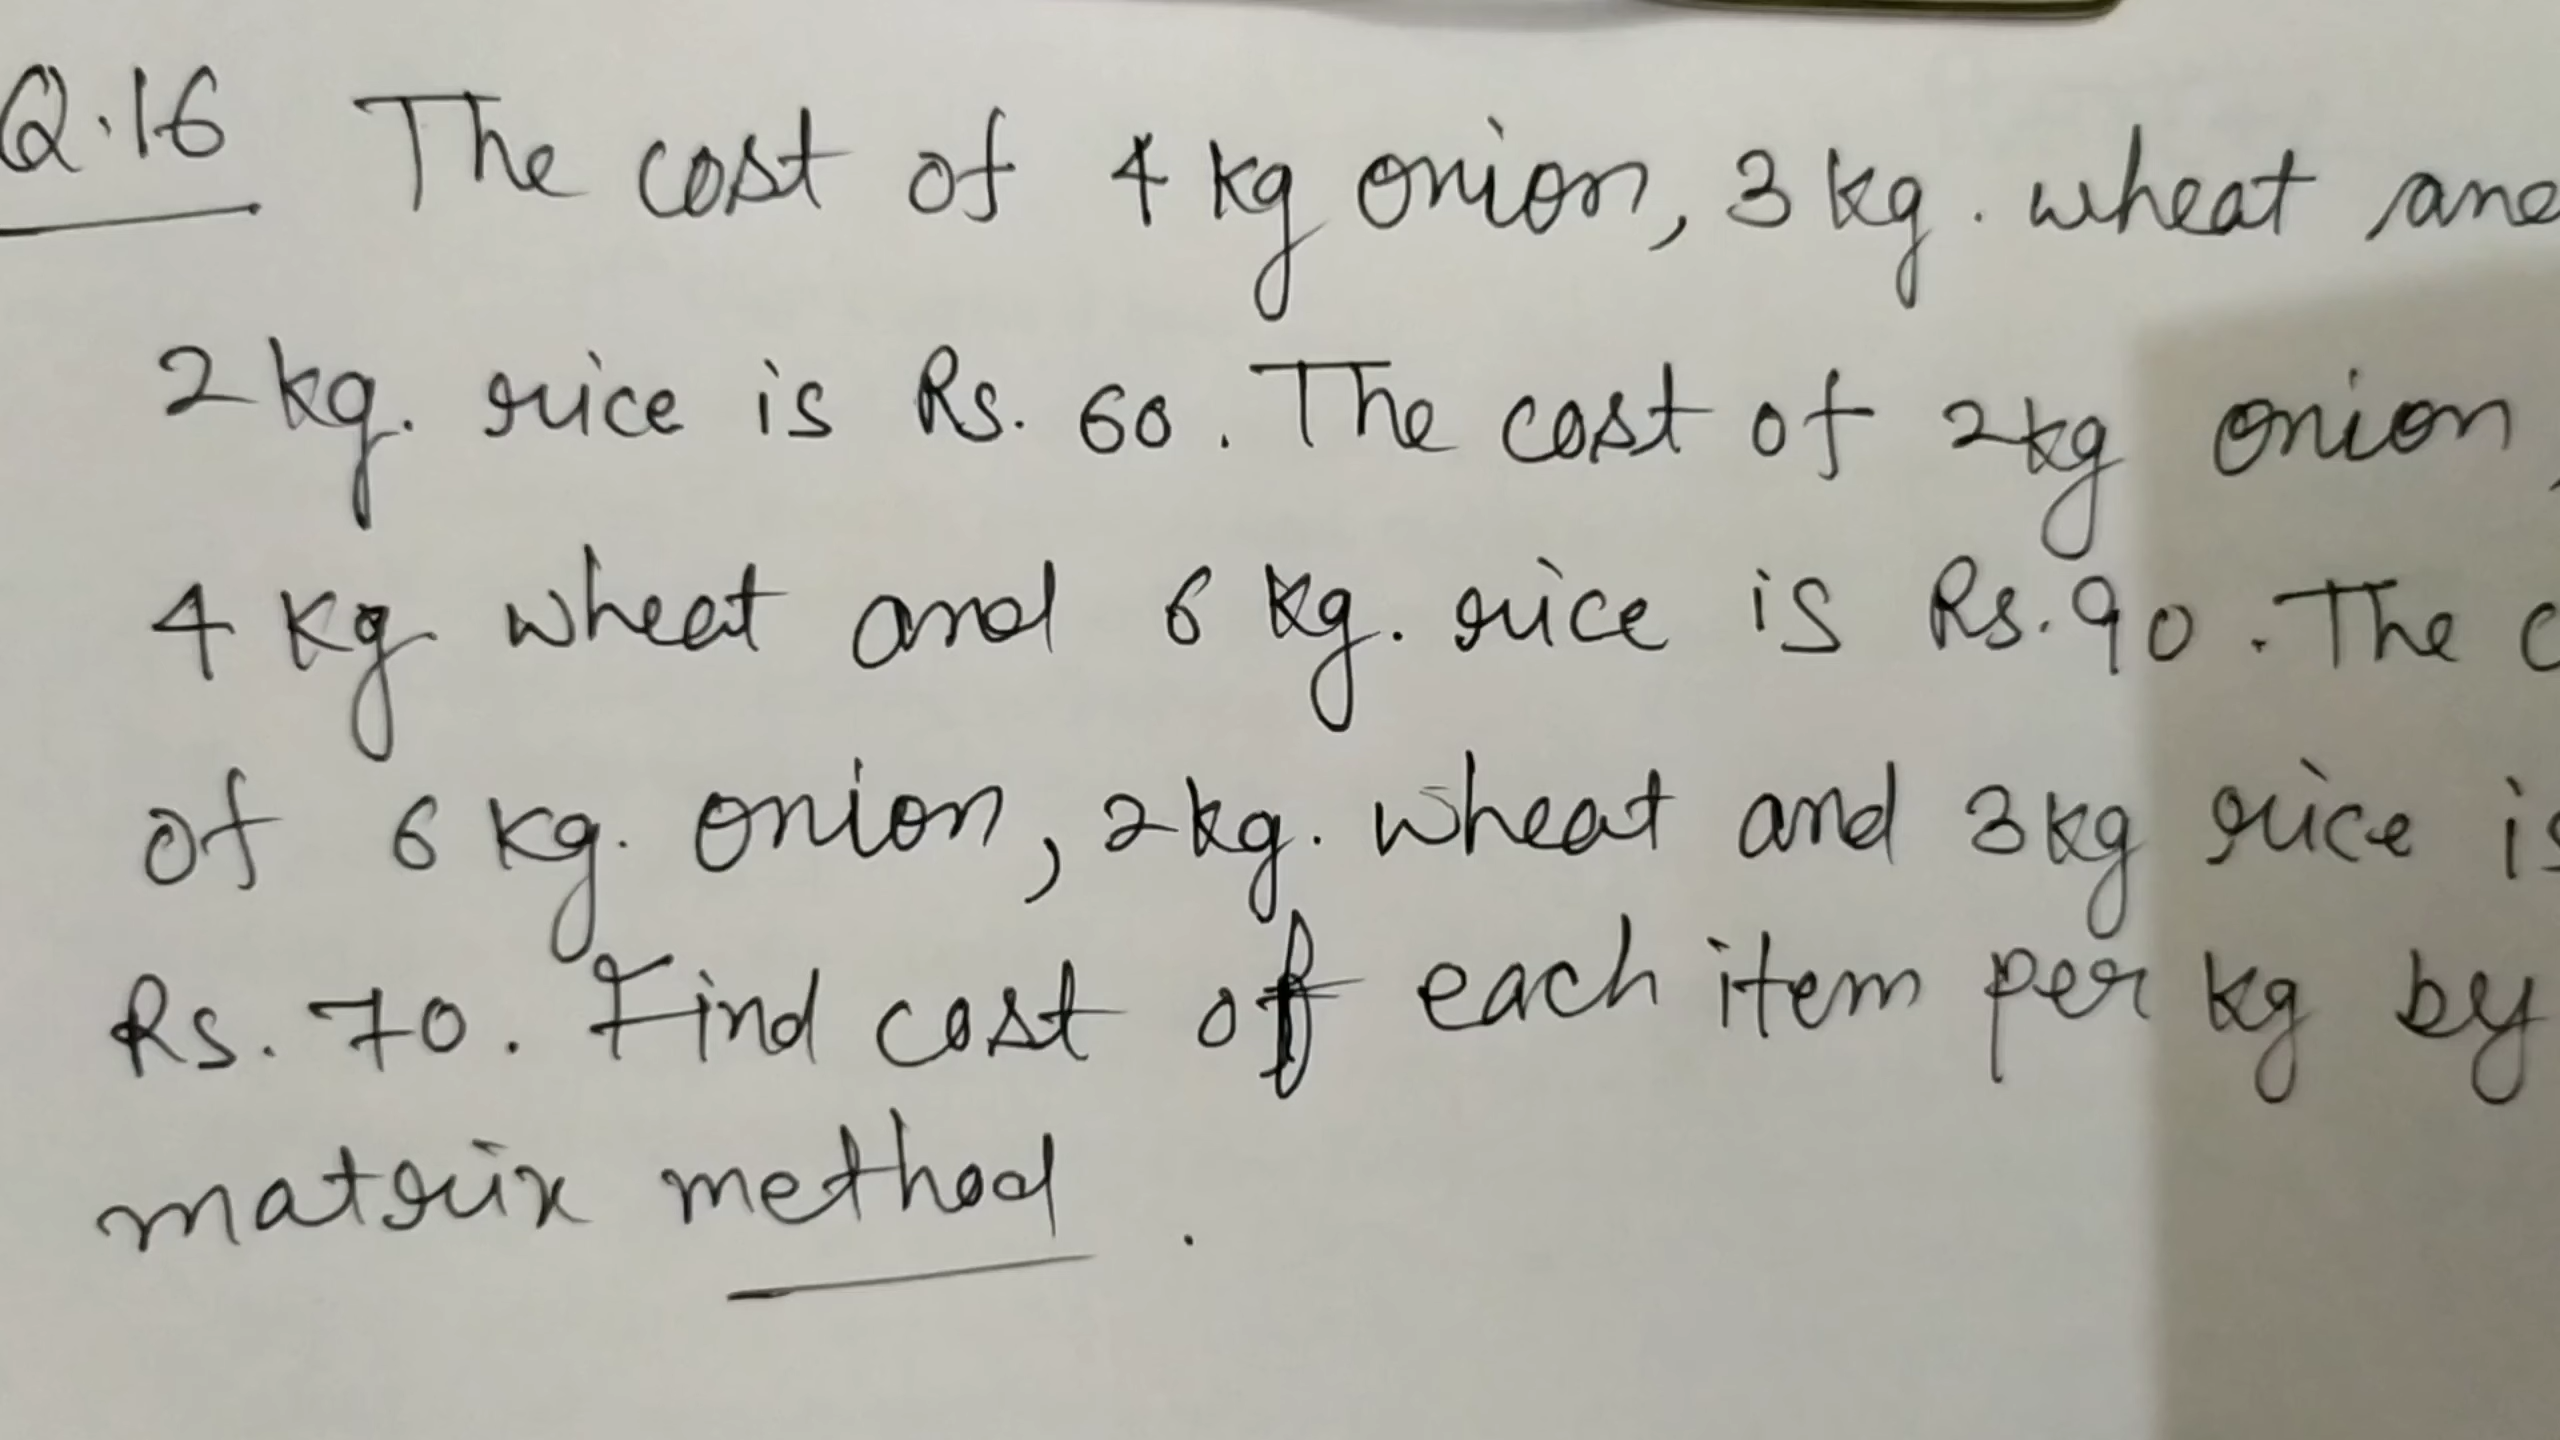 Q.16 The cost of 4 kg onion, 3 kg. wheat and
2 kg. rice is Rs. 60. The cost of 2 kg onion,
4 kg wheat and 6 kg. rice is Rs. 90. The c
of 6 kg. onion, 2 kg. wheat and 3 kg rice is
Rs. 70. Find cost of each item per kg by
matrix method.